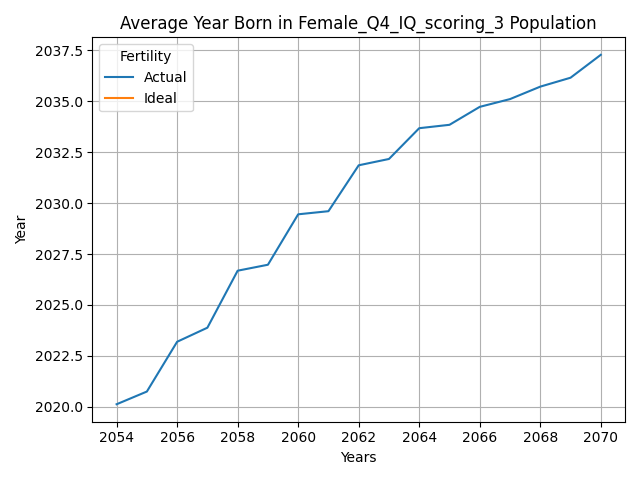 Average Year Born in Female_Q4_IQ_scoring_3 Population
Fertility
Actual
Ideal
2037.5
2035.0
2032.5
2030.0
2027.5
2025.0
2022.5
2020.0
Year
2054 2056 2058 2060 2062 2064 2066 2068 2070
Years